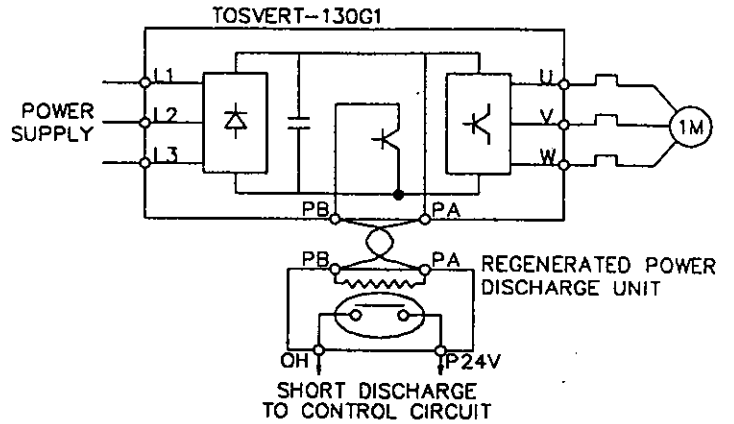 TOSVERT-130G1
L1
U
POWER
SUPPLY
L2
V
1M
L3
W
PB
PA
PB
PA
REGENERATED POWER
DISCHARGE UNIT
OH
P24V
SHORT DISCHARGE
TO CONTROL CIRCUIT